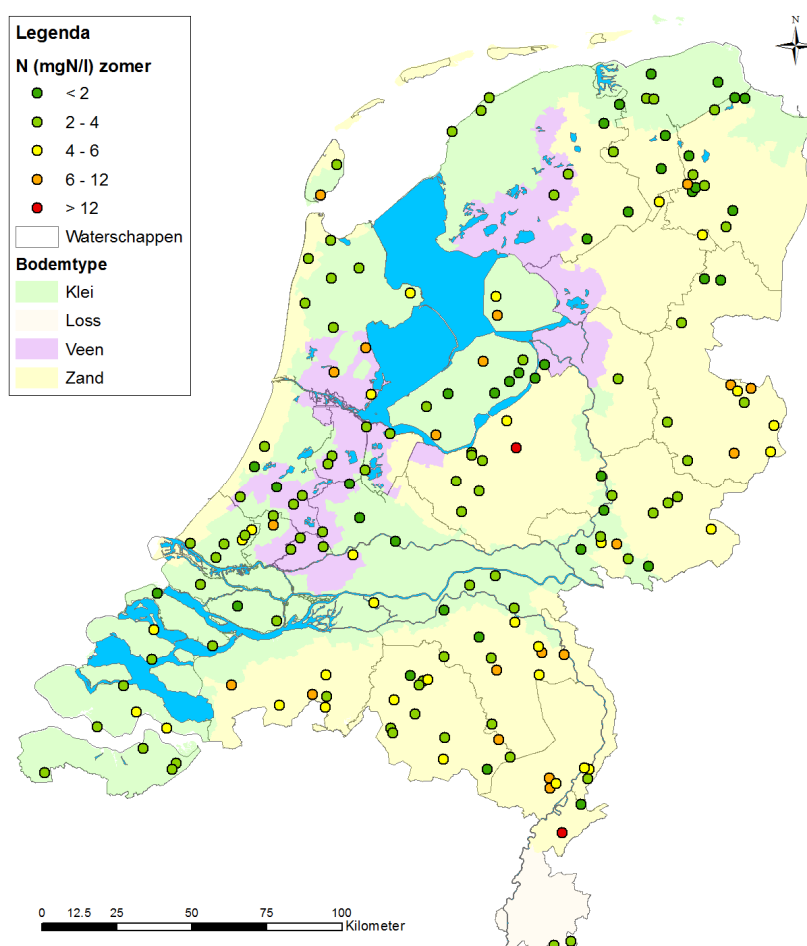 Legenda
N (mgN/l) zomer
< 2
2 - 4
4 - 6
6 - 12
> 12
Waterschappen
Bodemtype
Klei
Loss
Veen
Zand
N
0 12.5 25 50 75 100
Kilometer